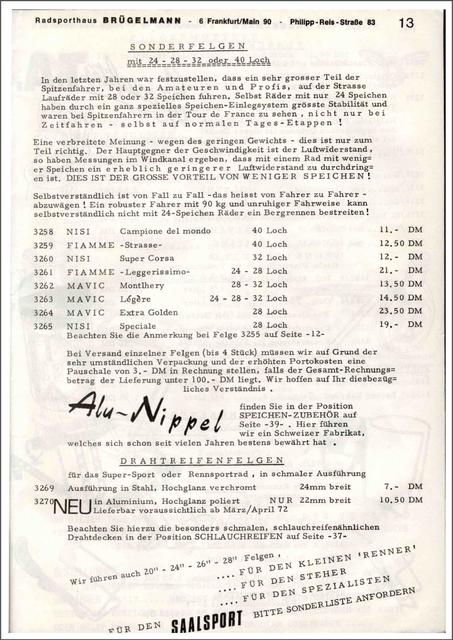 Radsporthaus BRÜGELMANN - 6 Frankfurt/Main 90 - Philipp-Reis-Straße 83 13
SONDERFELGEN
mit 24 - 28 - 32 oder 40 Loch
In den letzten Jahren war festzustellen, dass ein sehr grosser Teil der
Spitzenfahrer, bei den Amateuren und Profis, auf der Strasse
Laufräder mit 28 oder 32 Speichen fuhren. Selbst Räder mit nur 24 Speichen
haben durch ein ganz spezielles Speichen-Einlegsystem grösste Stabilität und
waren bei Spitzenfahrern in der Tour de France zu sehen , nicht nur bei
Zeitfahren - selbst auf normalen Tages-Etappen !
Eine verbreitete Meinung - wegen des geringen Gewichts - dies ist nur zum
Teil richtig. Der Hauptgegner der Geschwindigkeit ist der Luftwiderstand,
so haben Messungen im Windkanal ergeben, dass mit einem Rad mit wenig=
er Speichen ein erheblich geringerer Luftwiderstand zu durchdring=
en ist. DIES IST DER GROSSE VORTEIL VON WENIGER SPEICHEN !
Selbstverständlich ist von Fall zu Fall -das heisst von Fahrer zu Fahrer -
abzuwägen ! Ein robuster Fahrer mit 90 kg und unruhiger Fahrweise kann
selbstverständlich nicht mit 24-Speichen Räder ein Bergrennen bestreiten!
3258 NISI Campione del mondo 40 Loch 11,- DM
3259 FIAMME -Strasse- 40 Loch 12,50 DM
3260 NISI Super Corsa 32 Loch 12,- DM
3261 FIAMME -Leggerissimo- 24 - 28 Loch 21,- DM
3262 MAVIC Montlhery 28 - 32 Loch 13,50 DM
3263 MAVIC Légère 24 - 28 - 32 Loch 14,50 DM
3264 MAVIC Extra Golden 28 Loch 23,50 DM
3265 NISI Speciale 28 Loch 19,- DM
Beachten Sie die Anmerkung bei Felge 3255 auf Seite -12-
Bei Versand einzelner Felgen (bis 4 Stück) müssen wir auf Grund der
sehr umständlichen Verpackung und der erhöhten Portokosten eine
Pauschale von 3,- DM in Rechnung stellen, falls der Gesamt-Rechnungs=
betrag der Lieferung unter 100,- DM liegt. Wir hoffen auf Ihr diesbezüg=
liches Verständnis .
Alu-Nippel
finden Sie in der Position
SPEICHEN-ZUBEHÖR auf
Seite -39- . Hier führen
wir ein Schweizer Fabrikat,
welches sich schon seit vielen Jahren bestens bewährt hat .
DRAHTREIFENFELGEN
für das Super-Sport oder Rennsportrad , in schmaler Ausführung
3269 Ausführung in Stahl, Hochglanz verchromt 24mm breit 7,- DM
3270 NEU in Aluminium, Hochglanz poliert NUR 22mm breit 10,50 DM
Lieferbar voraussichtlich ab März/April 72
Beachten Sie hierzu die besonders schmalen, schlauchreifenähnlichen
Drahtdecken in der Position SCHLAUCHREIFEN auf Seite -37-
Wir führen auch 20" - 24" - 26" - 28" Felgen ,
.... FÜR DEN KLEINEN 'RENNER'
.... FÜR DEN STEHER
.... FÜR DEN SPEZIALISTEN
FÜR DEN SAALSPORT BITTE SONDERLISTE ANFORDERN